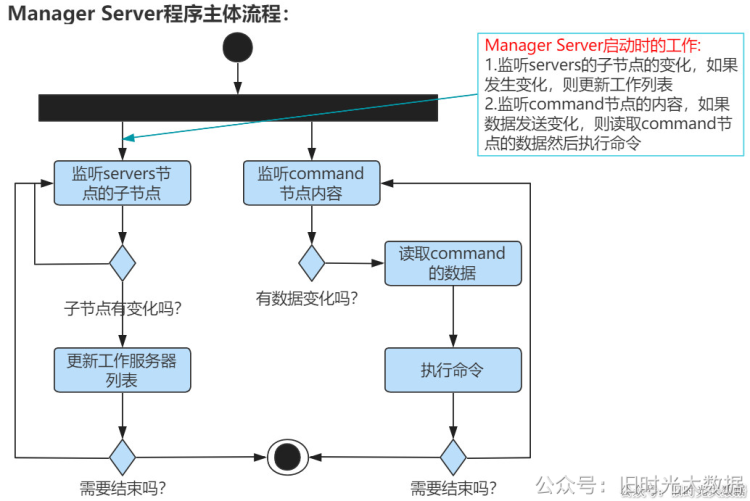 Manager Server程序主体流程：
Manager Server启动时的工作:
1.监听servers的子节点的变化，如果
发生变化，则更新工作列表
2.监听command节点的内容，如果
数据发送变化，则读取command节
点的数据然后执行命令
监听servers节
点的子节点
监听command
节点内容
读取command
的数据
子节点有变化吗?
有数据变化吗?
更新工作服务器
列表
执行命令
需要结束吗?
需要结束吗?
公众号：旧时光大数据